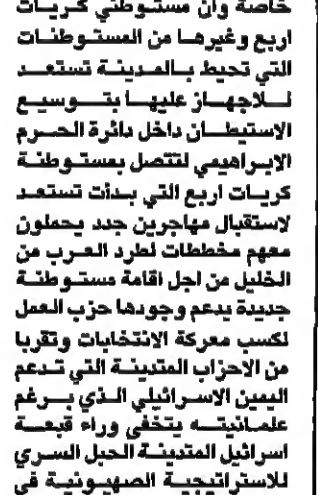 خاصة وان مستوطني كريات
اربع وغيرها من المستوطنات
التي تحيط بالمدينة تستعد
للاجهاز عليها بتوسيع
الاستيطان داخل دائرة الحرم
الابراهيمي لتتصل بمستوطنة
كريات اربع التي بدأت تستعد
لاستقبال مهاجرين جدد يحملون
معهم مخططات لطرد العرب من
الخليل من اجل اقامة مستوطنة
جديدة يدعم وجودها حزب العمل
لكسب معركة الانتخابات وتقربا
من الاحزاب المتدينة التي تدعم
اليمين الاسرائيلي الذي برغم
علمانيته يتخفى وراء قبعة
اسرائيل المتدينة الحبل السري
للاستراتيجية الصهيونية في